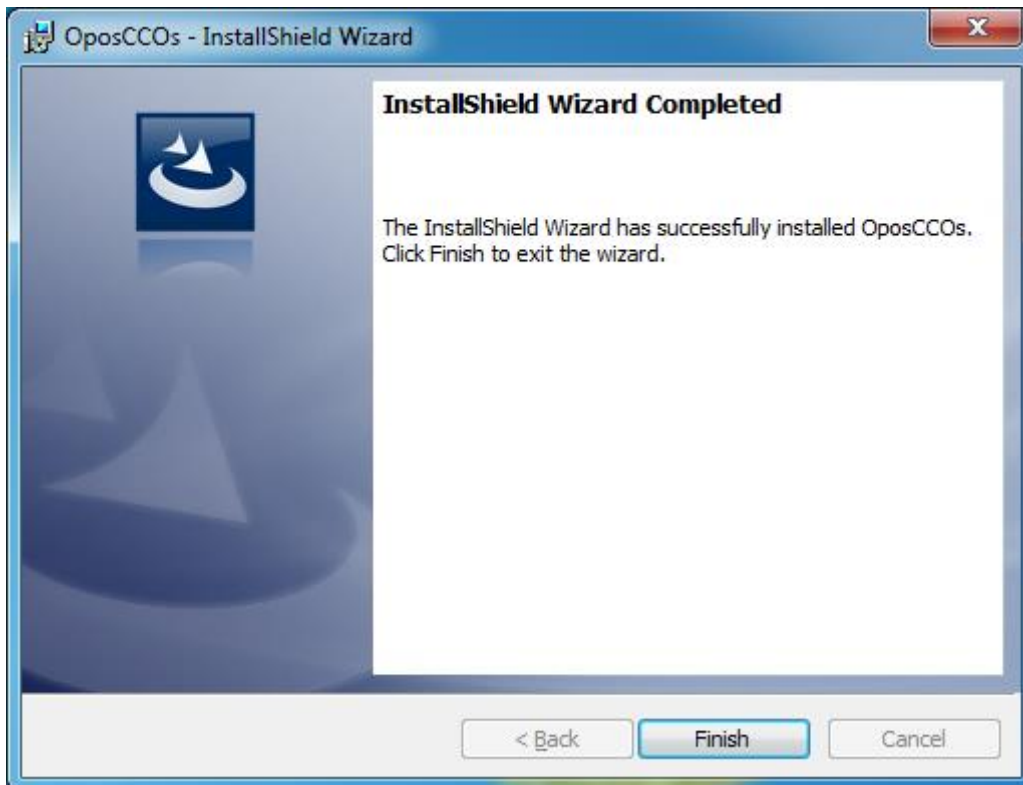 OposCCOs - InstallShield Wizard
InstallShield Wizard Completed
The InstallShield Wizard has successfully installed OposCCOs.
Click Finish to exit the wizard.
< Back
Finish
Cancel